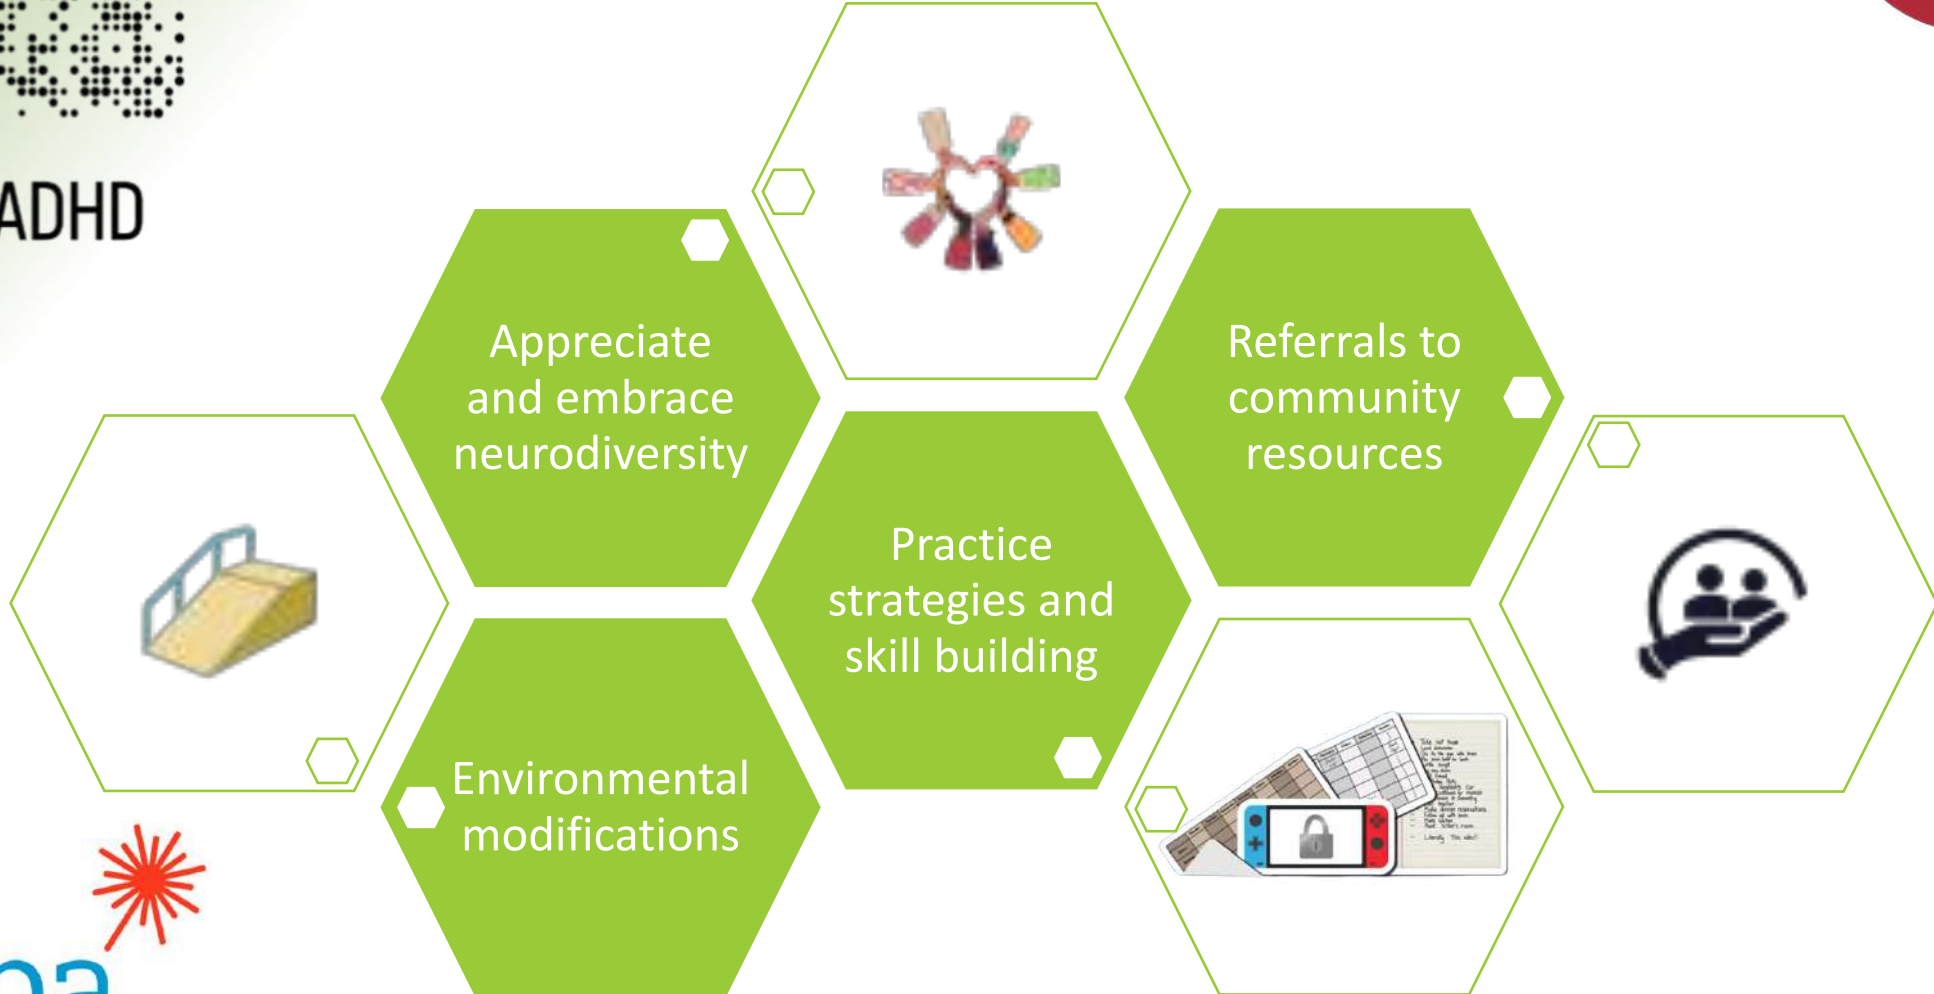 ADHD
Appreciate
and embrace
neurodiversity
Referrals to
community
resources
Practice
strategies and
skill building
Environmental
modifications